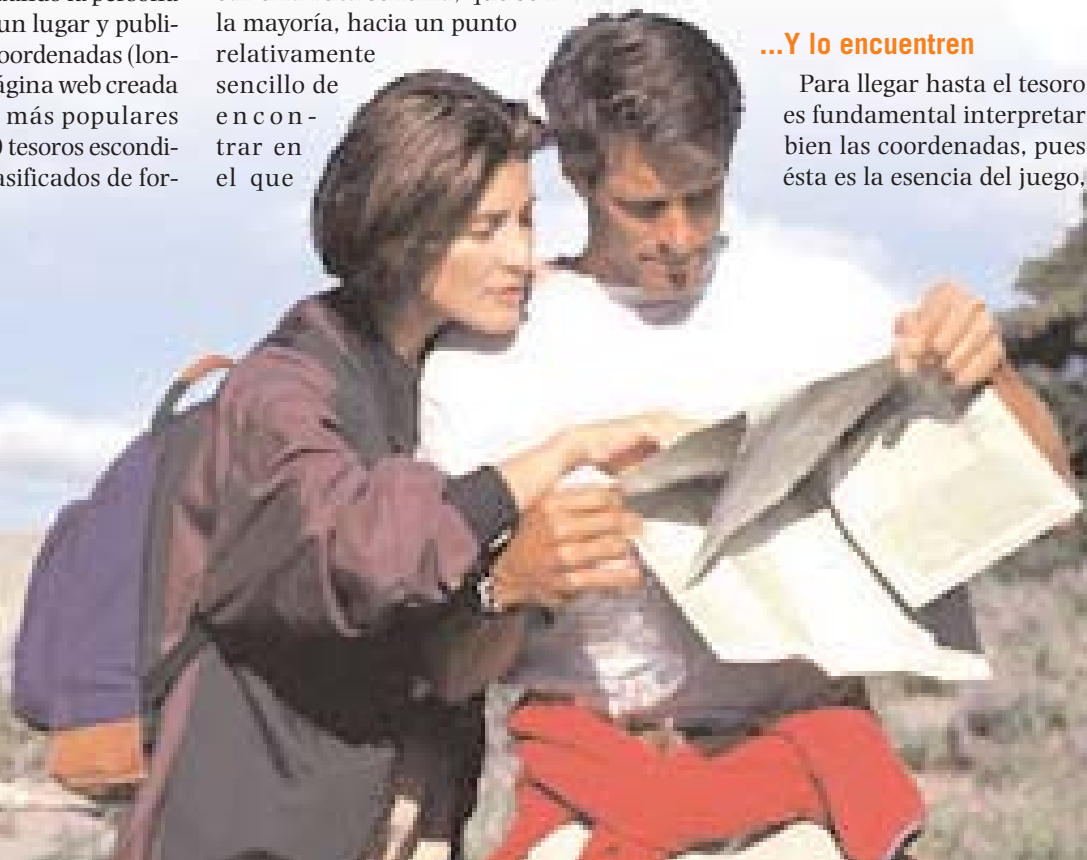 un lugar y publi-
oordenadas (lon-
ágina web creada
más populares
tesoros escondi-
asificados de for-
la mayoría, hacia un punto
relativamente
sencillo de
encon-
trar en
el que
...Y lo encuentren
Para llegar hasta el tesoro
es fundamental interpretar
bien las coordenadas, pues
ésta es la esencia del juego.